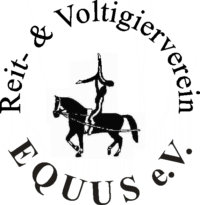 Reit- & Voltigierverein
EQUUS e.V.